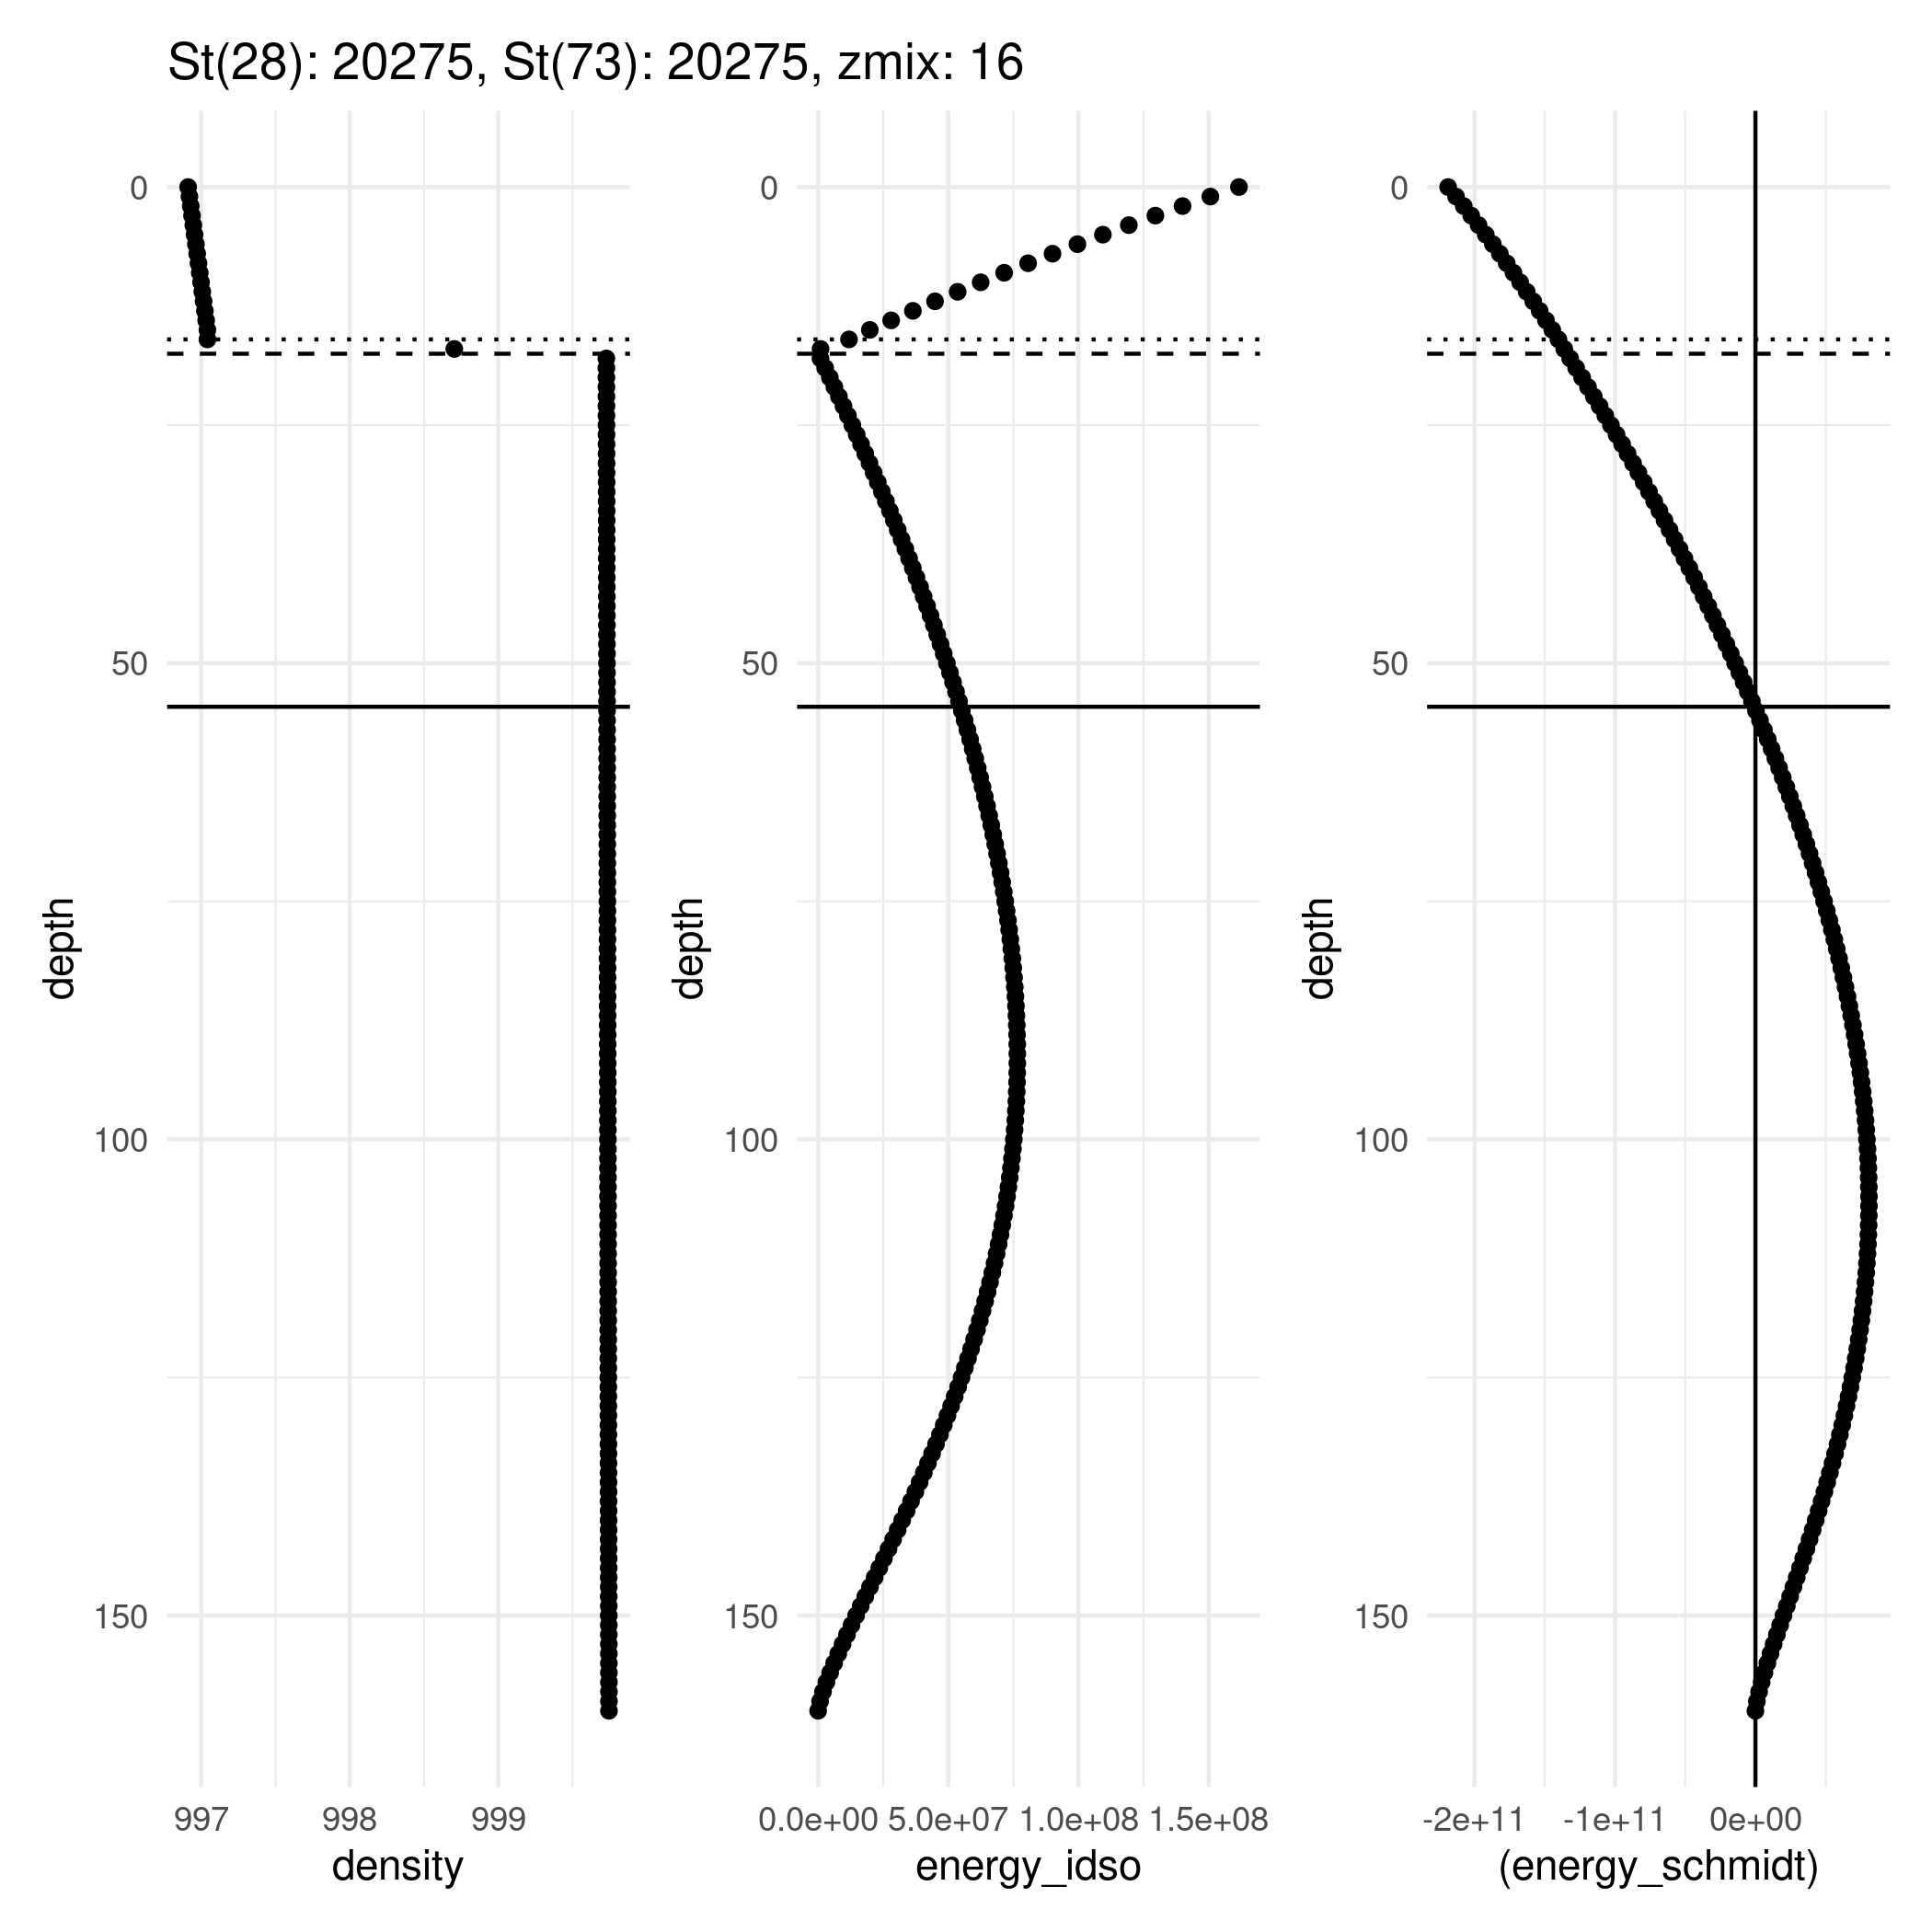 St(28): 20275, St(73): 20275, zmix: 16
0
50
100
150
depth
997 998 999
density
0
50
100
150
depth
0.0e+00 5.0e+07 1.0e+08 1.5e+08
energy_idso
0
50
100
150
depth
-2e+11 -1e+11 0e+00
(energy_schmidt)